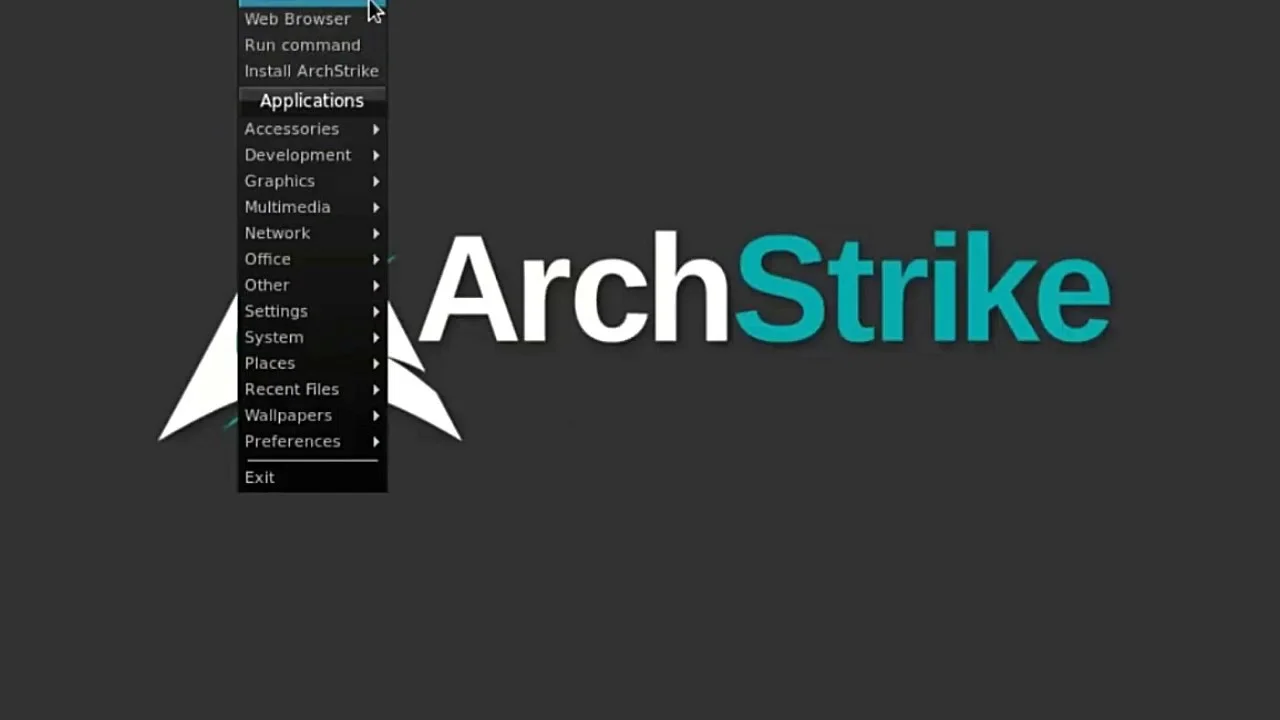 Web Browser
Run command
Install ArchStrike
Applications
Accessories
Development
Graphics
Multimedia
Network
Office
Other
Settings
System
Places
Recent Files
Wallpapers
Preferences
Exit
ArchStrike